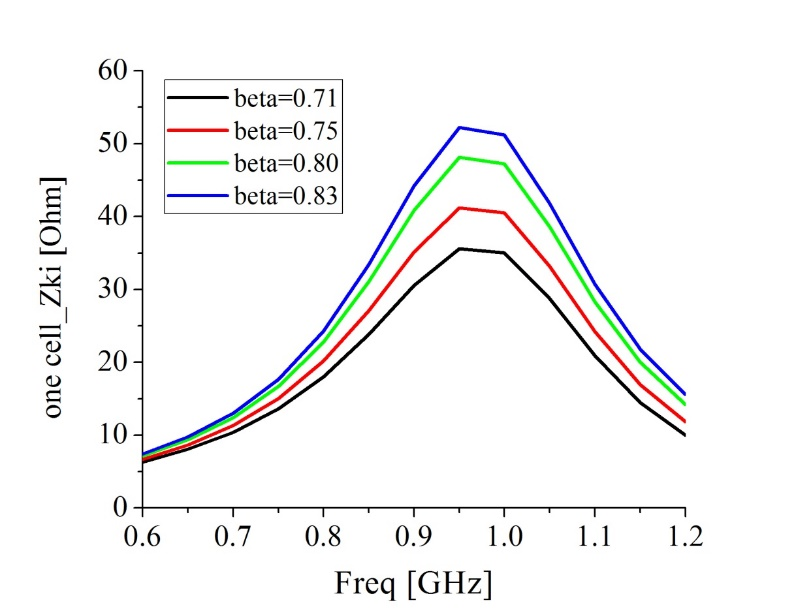 60
50
40
30
20
10
0
one cell_Zki [Ohm]
beta=0.71
beta=0.75
beta=0.80
beta=0.83
0.6 0.7 0.8 0.9 1.0 1.1 1.2
Freq [GHz]